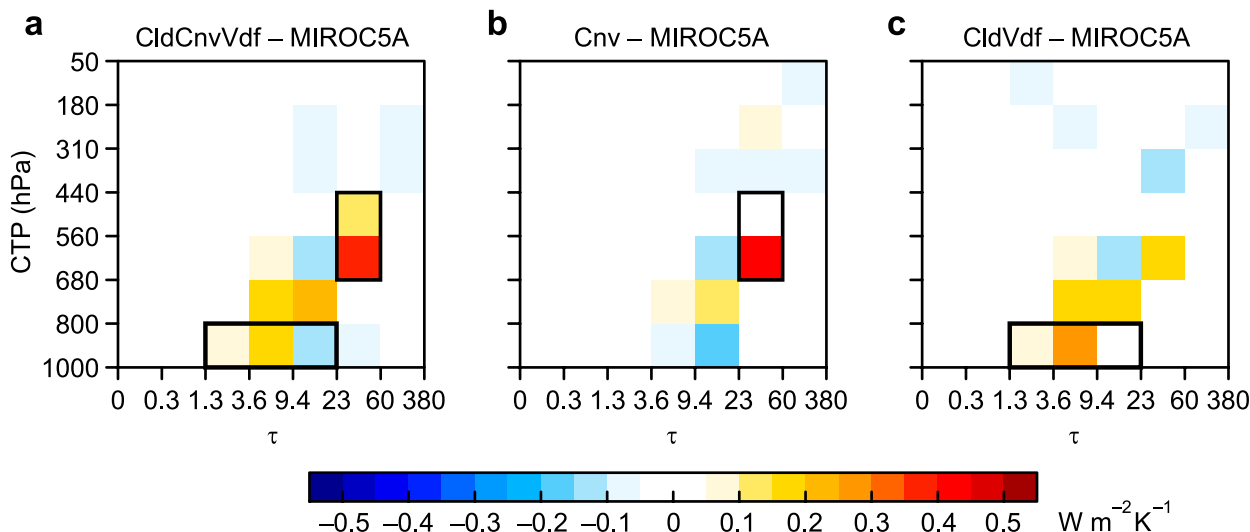 a CldCnvVdf – MIROC5A
b Cnv – MIROC5A
c CldVdf – MIROC5A
CTP (hPa)
50
180
310
440
560
680
800
1000
0 0.3 1.3 3.6 9.4 23 60 380
0 0.3 1.3 3.6 9.4 23 60 380
0 0.3 1.3 3.6 9.4 23 60 380
τ
τ
τ
–0.5 –0.4 –0.3 –0.2 –0.1 0 0.1 0.2 0.3 0.4 0.5 W m⁻² K⁻¹